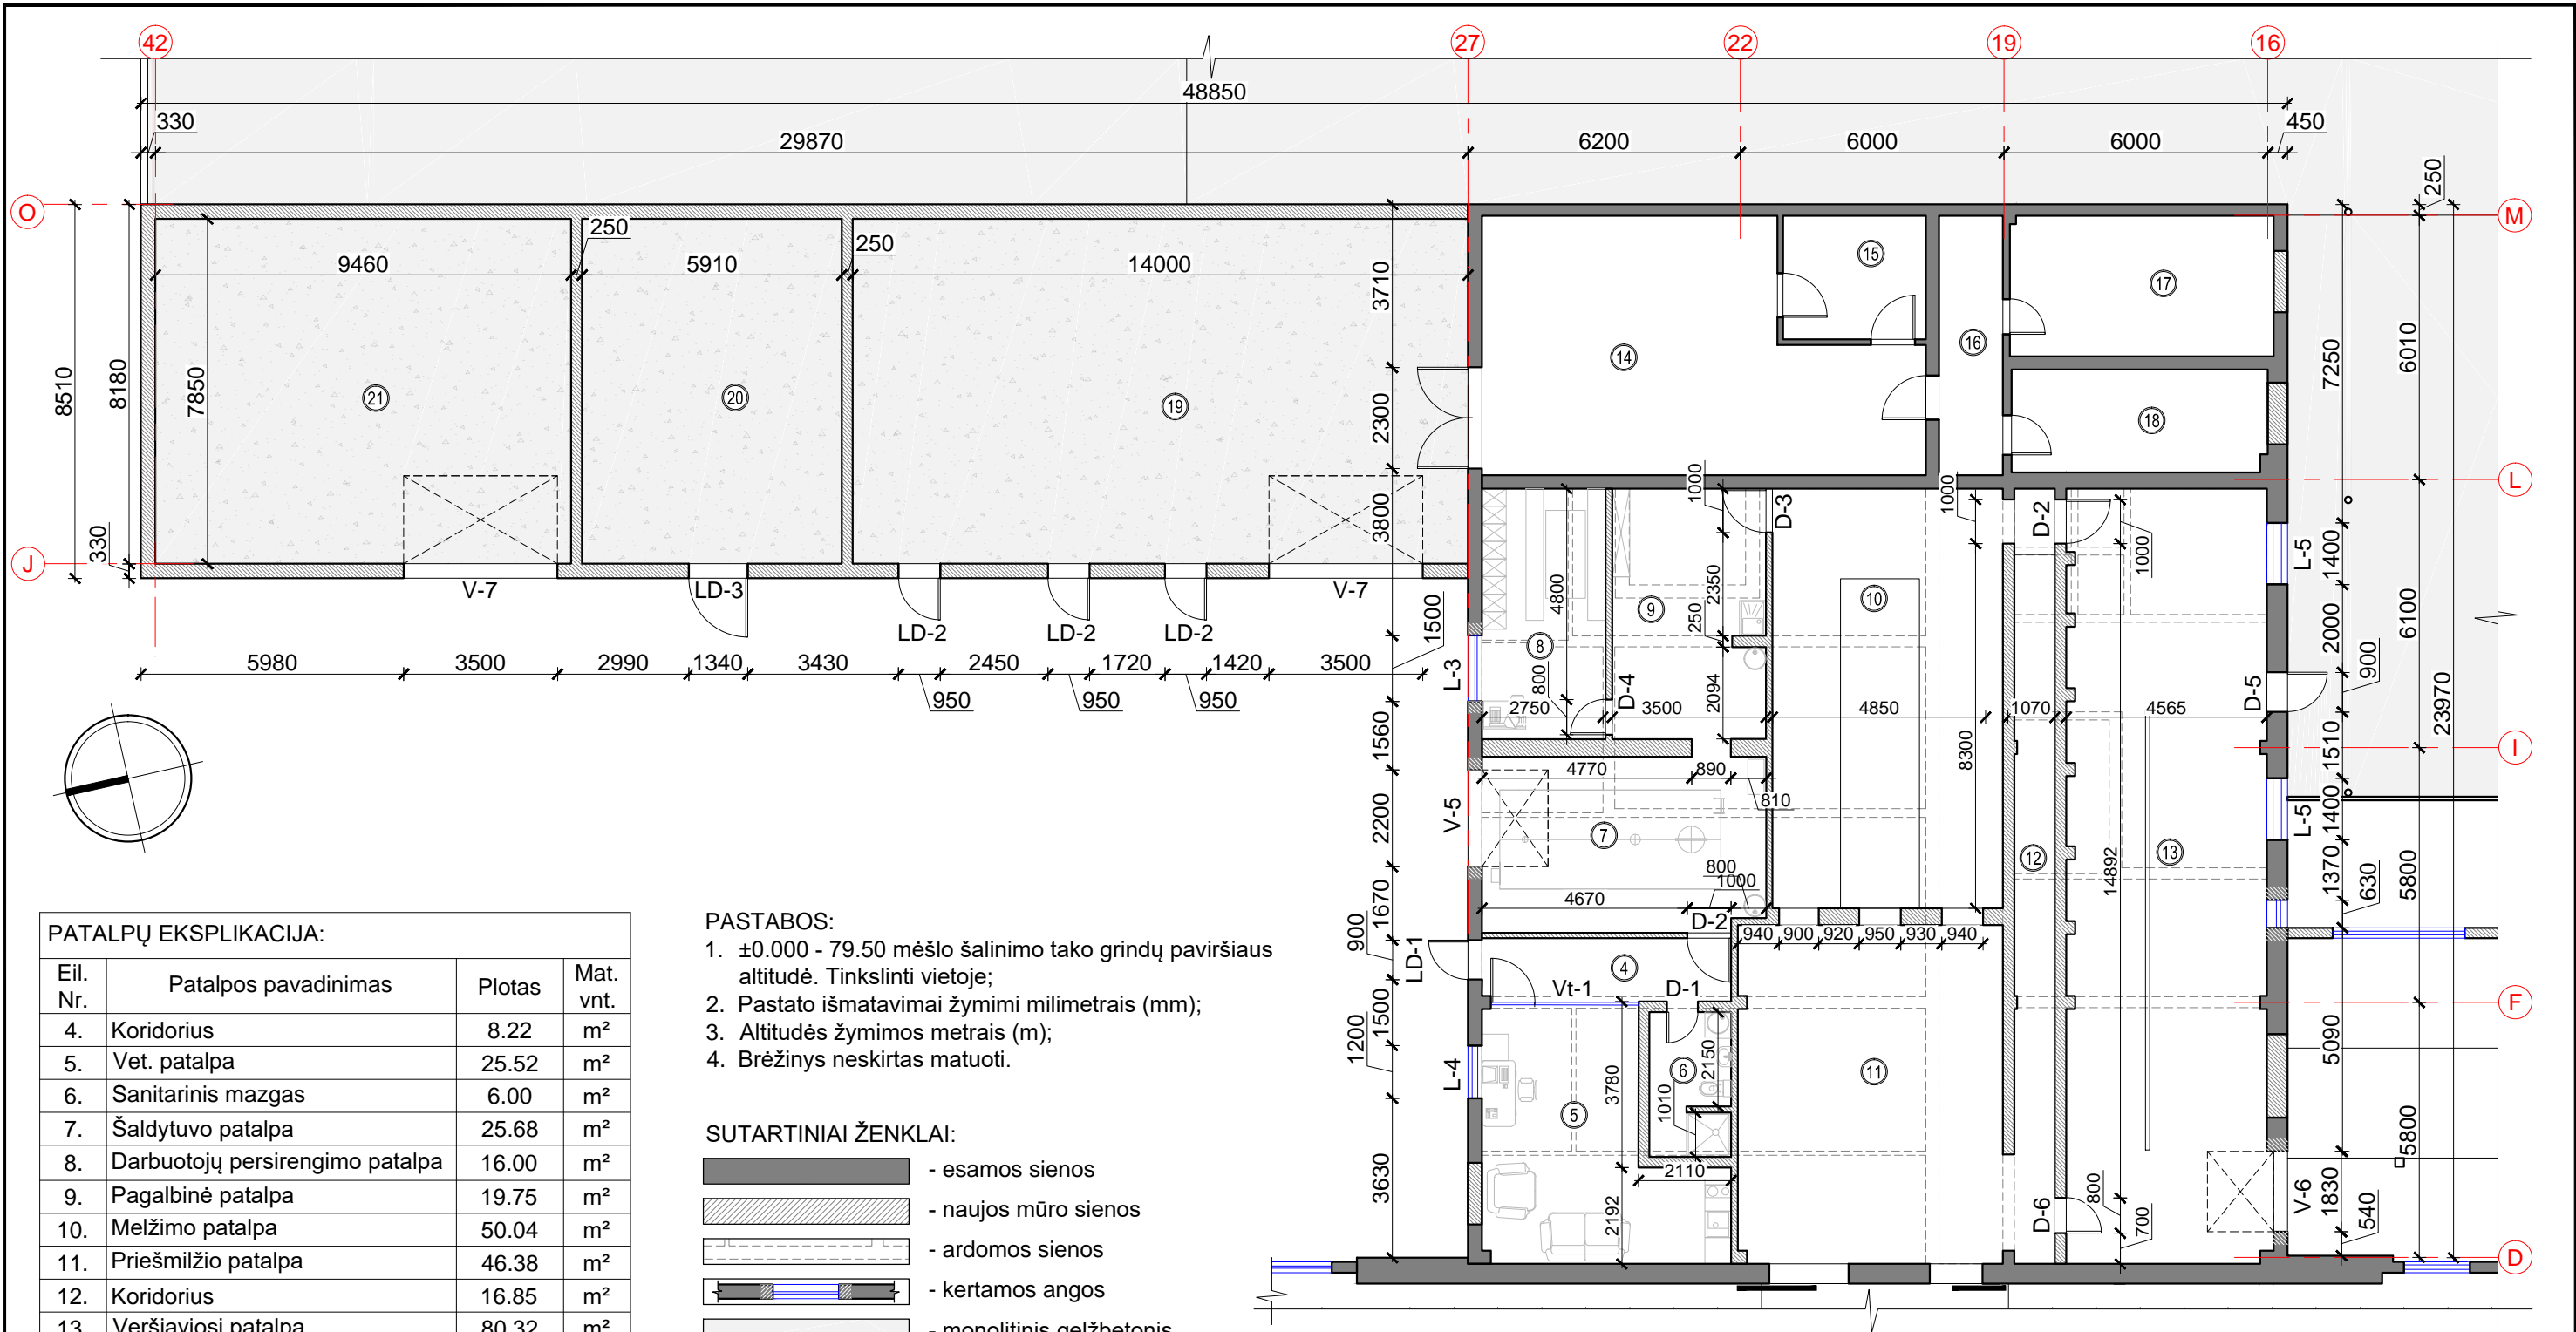 42
27
22
19
16
48850
330
29870
6200
6000
6000
450
250
O
M
8510
8180
7850
9460
250
5910
250
14000
3710
2300
3800
15
14
16
17
18
7250
6010
21
20
19
L
330
J
V-7
LD-3
LD-2
LD-2
LD-2
V-7
1500
5980
3500
2990
1340
3430
2450
1720
1420
3500
950
950
950
1000
D-3
1000
D-2
1000
L-5
1400
4800
9
2350
250
10
8
800
L-3
D-4
2094
2000
6100
900
D-5
23970
2750
3500
4850
1070
4565
1560
I
8300
1510
4770
890
810
2200
V-5
7
L-5
1400
12
13
14892
800
1000
4670
D-2
1370
630
5800
1670
900
LD-1
940
900
920
950
930
940
4
Vt-1
D-1
F
1500
1200
L-4
3780
2150
6
1010
11
5
5090
5800
2110
3630
2192
D-6
800
700
V-6
1830
540
D
PATALPŲ EKSPLIKACIJA:
Eil. Nr. Patalpos pavadinimas Plotas Mat. vnt.
4. Koridorius 8.22 m²
5. Vet. patalpa 25.52 m²
6. Sanitarinis mazgas 6.00 m²
7. Šaldytuvo patalpa 25.68 m²
8. Darbuotojų persirengimo patalpa 16.00 m²
9. Pagalbinė patalpa 19.75 m²
10. Melžimo patalpa 50.04 m²
11. Priešmilžio patalpa 46.38 m²
12. Koridorius 16.85 m²
13. Veršiavjosi patalpa 80.32 m²
PASTABOS:
1. ±0.000 - 79.50 mėšlo šalinimo tako grindų paviršiaus
altitudė. Tinkslinti vietoje;
2. Pastato išmatavimai žymimi milimetrais (mm);
3. Altitudės žymimos metrais (m);
4. Brėžinys neskirtas matuoti.
SUTARTINIAI ŽENKLAI:
- esamos sienos
- naujos mūro sienos
- ardomos sienos
- kertamos angos
- monolitinis gelžbetonis